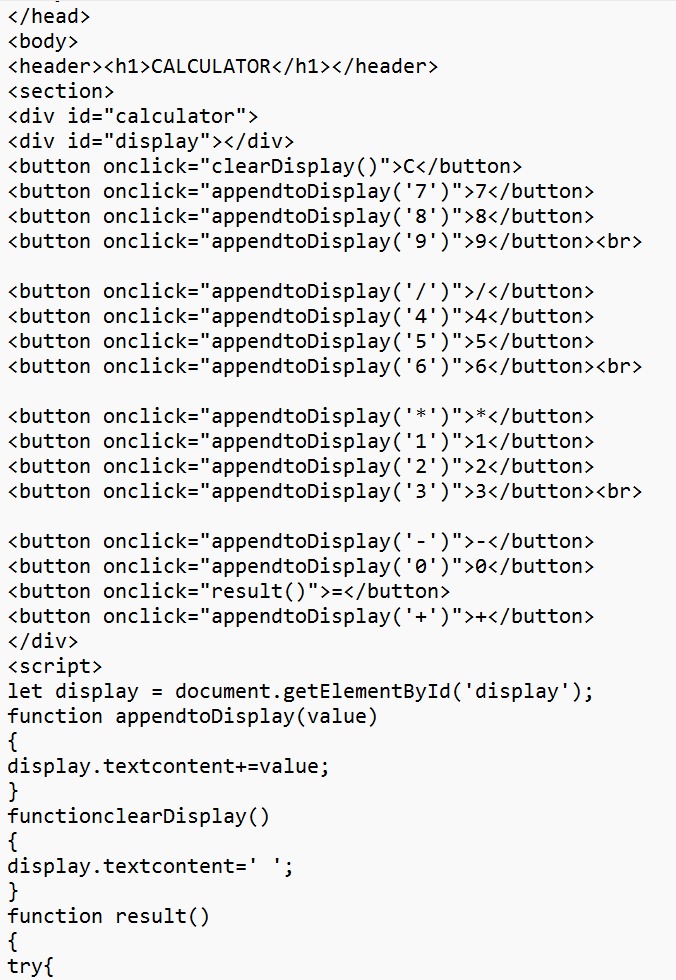 </head>
<body>
<header><h1>CALCULATOR</h1></header>
<section>
<div id="calculator">
<div id="display"></div>
<button onclick="clearDisplay()">C</button>
<button onclick="appendtoDisplay('7')">7</button>
<button onclick="appendtoDisplay('8')">8</button>
<button onclick="appendtoDisplay('9')">9</button><br>
<button onclick="appendtoDisplay('/')">/</button>
<button onclick="appendtoDisplay('4')">4</button>
<button onclick="appendtoDisplay('5')">5</button>
<button onclick="appendtoDisplay('6')">6</button><br>
<button onclick="appendtoDisplay('*')">*</button>
<button onclick="appendtoDisplay('1')">1</button>
<button onclick="appendtoDisplay('2')">2</button>
<button onclick="appendtoDisplay('3')">3</button><br>
<button onclick="appendtoDisplay('-')">-</button>
<button onclick="appendtoDisplay('0')">0</button>
<button onclick="result()">=</button>
<button onclick="appendtoDisplay('+')">+</button>
</div>
<script>
let display = document.getElementById('display');
function appendtoDisplay(value)
{
display.textcontent+=value;
}
functionclearDisplay()
{
display.textcontent=' ';
}
function result()
{
try{